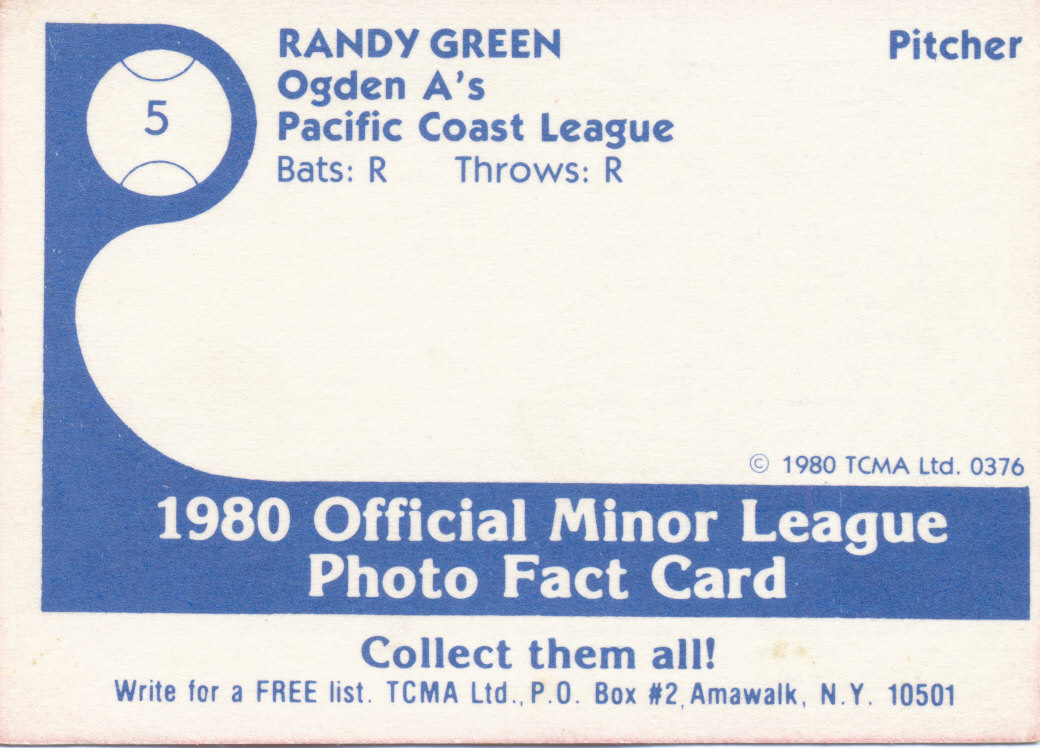 5
RANDY GREEN
Pitcher
Ogden A's
Pacific Coast League
Bats: R Throws: R
© 1980 TCMA Ltd. 0376
1980 Official Minor League
Photo Fact Card
Collect them all!
Write for a FREE list. TCMA Ltd., P.O. Box #2, Amawalk, N.Y. 10501